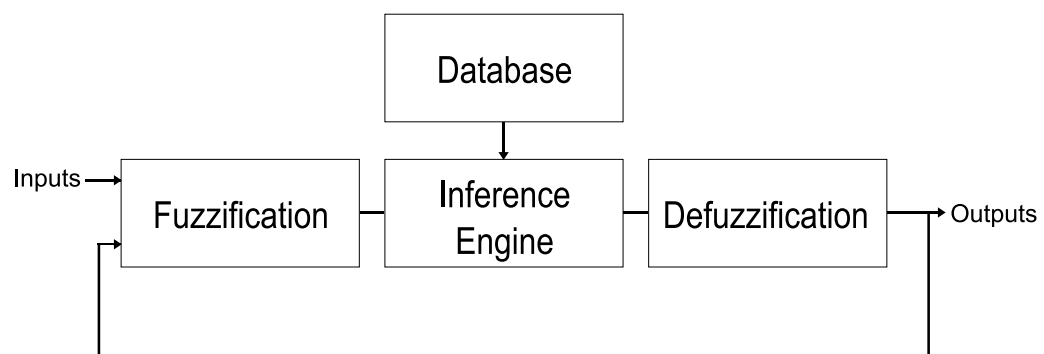 Database
Inputs
Fuzzification
Inference
Engine
Defuzzification
Outputs